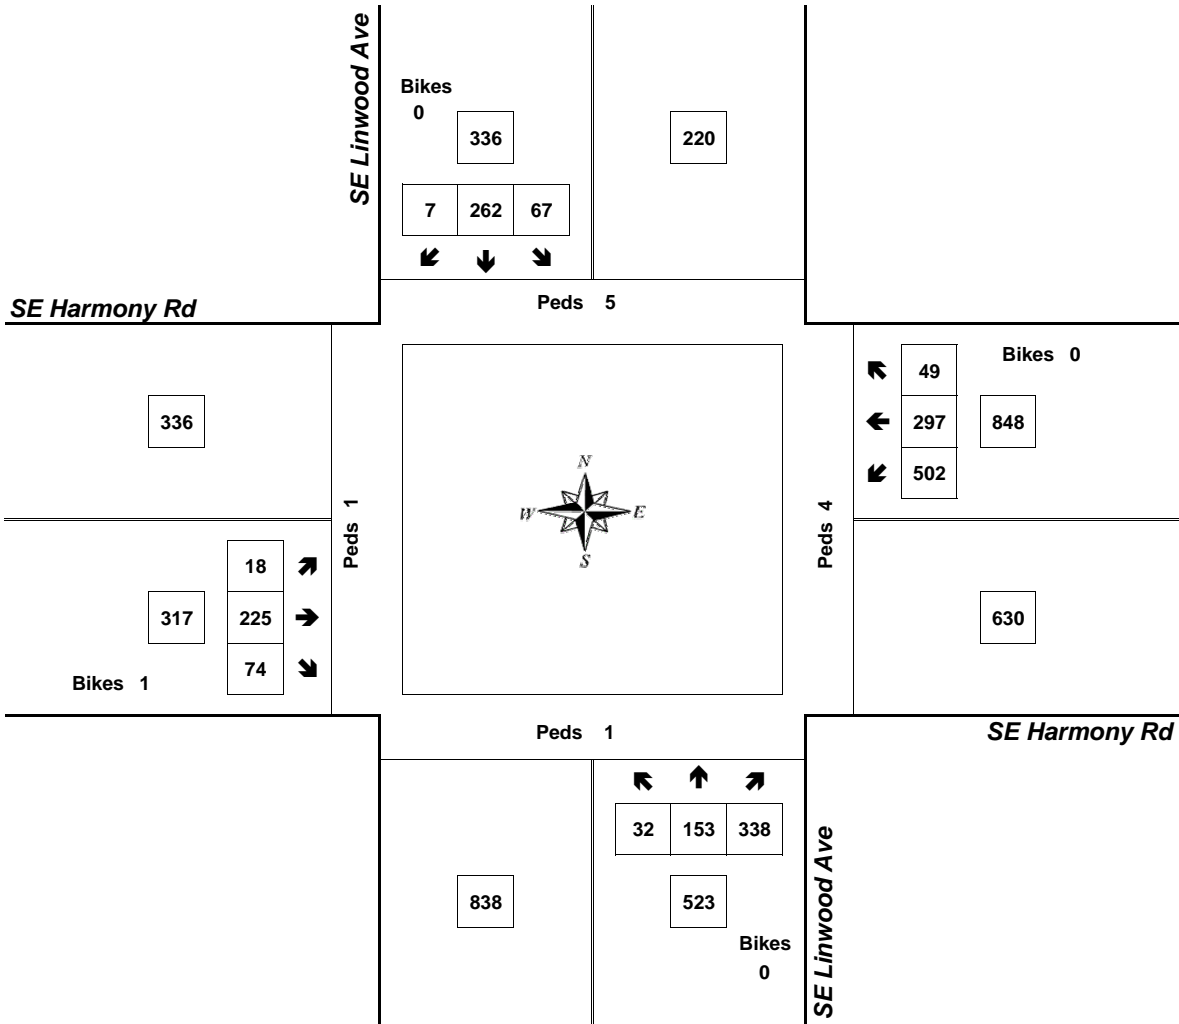 SE Linwood Ave
Bikes
0
336
220
7 262 67
SE Harmony Rd
Peds 5
49
Bikes 0
336
297
848
502
N
W E
S
Peds 1
Peds 4
18
317
225
630
74
Bikes 1
Peds 1
SE Harmony Rd
32 153 338
838
523
Bikes
0
SE Linwood Ave